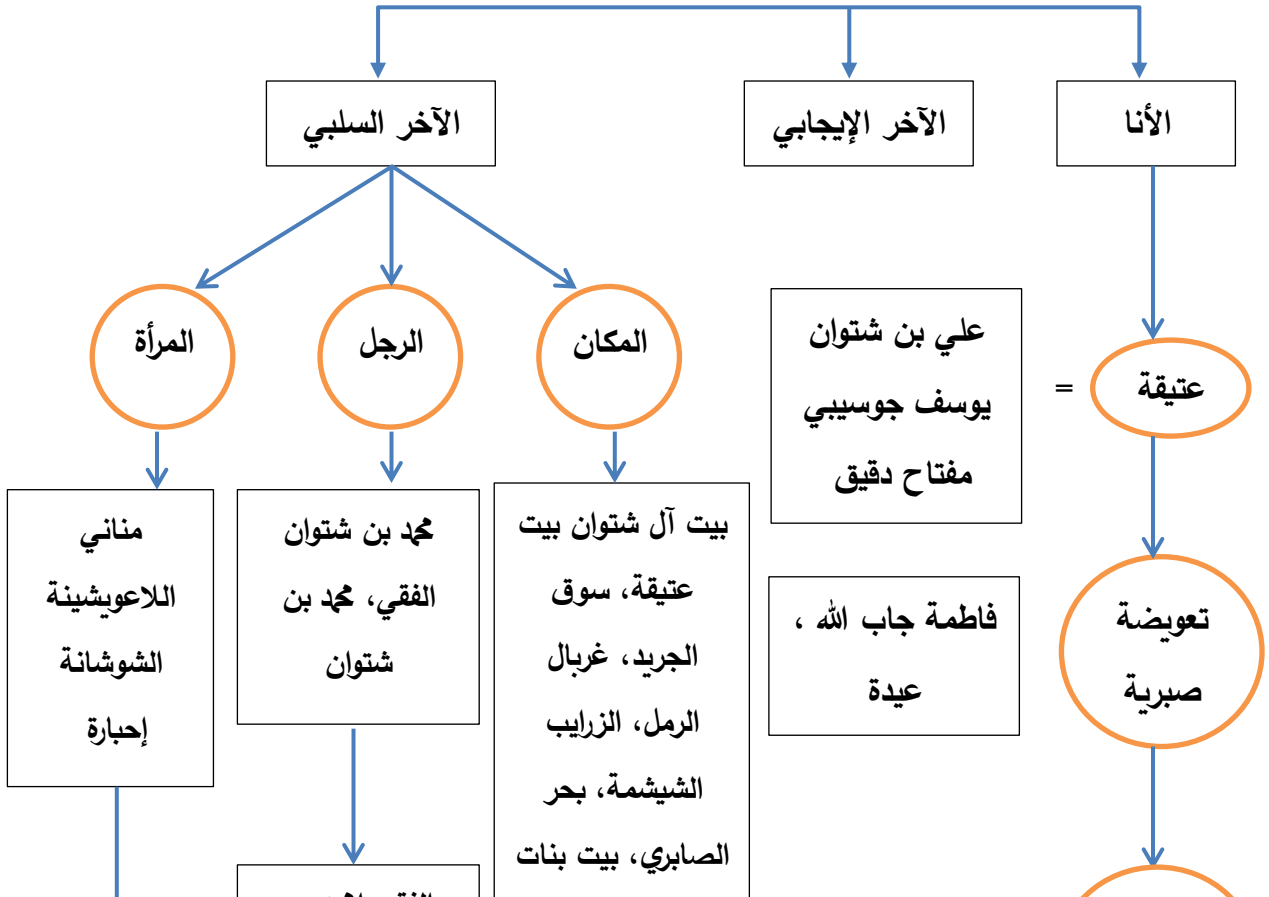 الأنا
الآخر الإيجابي
الآخر السلبي
المكان
الرجل
المرأة
عتيقة
=
علي بن شتوان
يوسف جوسيبي
مفتاح دقيق
تعويضة
صبرية
فاطمة جاب الله ،
عيدة
بيت آل شتوان بيت
عتيقة، سوق
الجريد، غربال
الرمل، الزرايب
الشيشمة، بحر
الصابري، بيت بنات
محمد بن شتوان
الفقي، محمد بن
شتوان
مناني
اللاعويشينة
الشوشانة
إحبارة